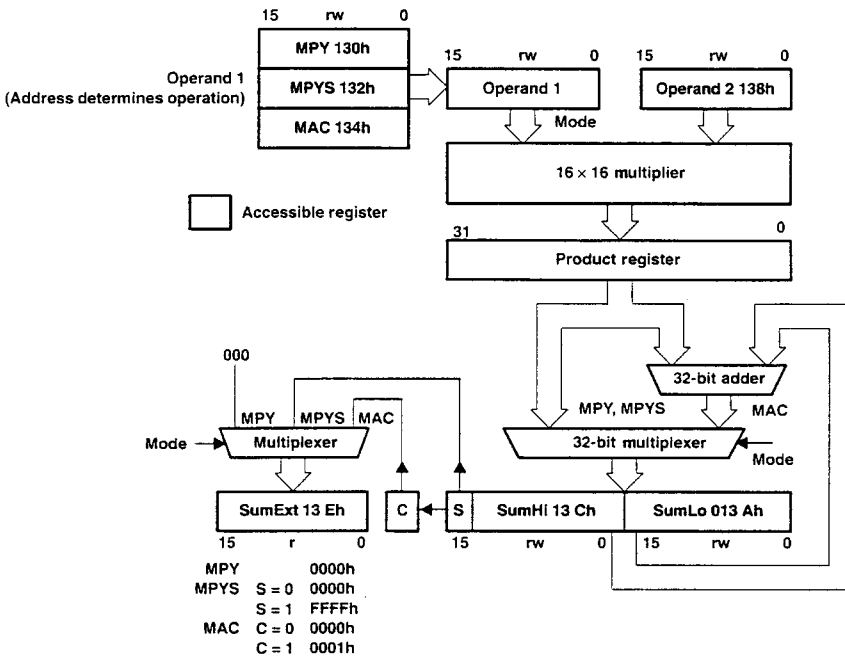 15 rw 0
MPY 130h
15 rw 0
15 rw 0
Operand 1
(Address determines operation)
MPYS 132h
Operand 1
Operand 2 138h
MAC 134h
Mode
16 × 16 multiplier
Accessible register
31 0
Product register
000
32-bit adder
MPY MPYS MAC
MPY, MPYS
MAC
Mode
Multiplexer
32-bit multiplexer
Mode
SumExt 13 Eh
C
S
SumHi 13 Ch
SumLo 013 Ah
15 r 0
15 rw 0
15 rw 0
MPY 0000h
MPYS S = 0 0000h
S = 1 FFFFh
MAC C = 0 0000h
C = 1 0001h